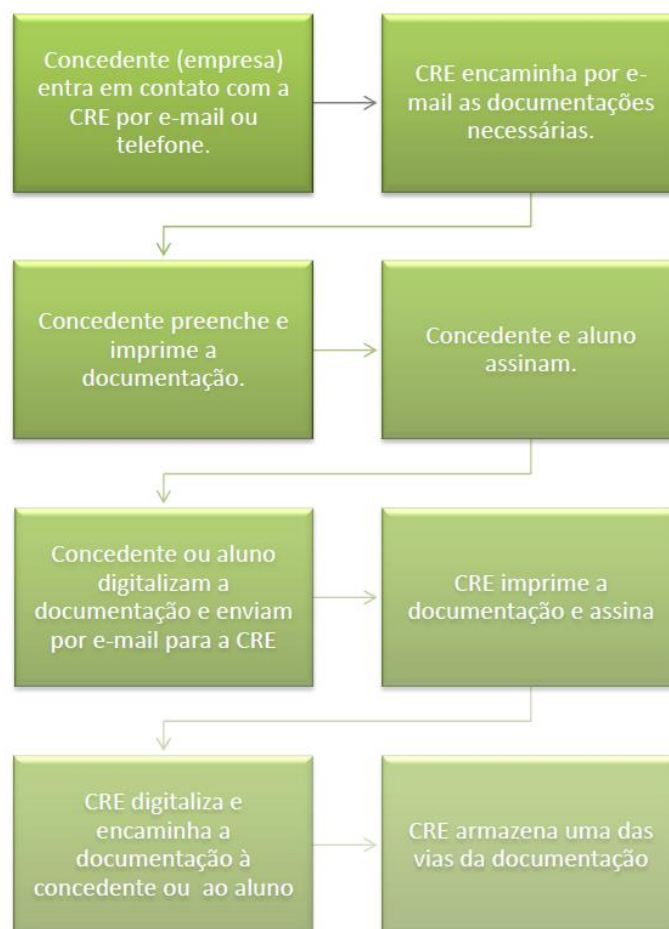 Concedente (empresa)
entra em contato com a
CRE por e-mail ou
telefone.
CRE encaminha por e-
mail as documentações
necessárias.
Concedente preenche e
imprime a
documentação.
Concedente e aluno
assinam.
Concedente ou aluno
digitalizam a
documentação e enviam
por e-mail para a CRE
CRE imprime a
documentação e assina
CRE digitaliza e
encaminha a
documentação à
concedente ou ao aluno
CRE armazena uma das
vias da documentação